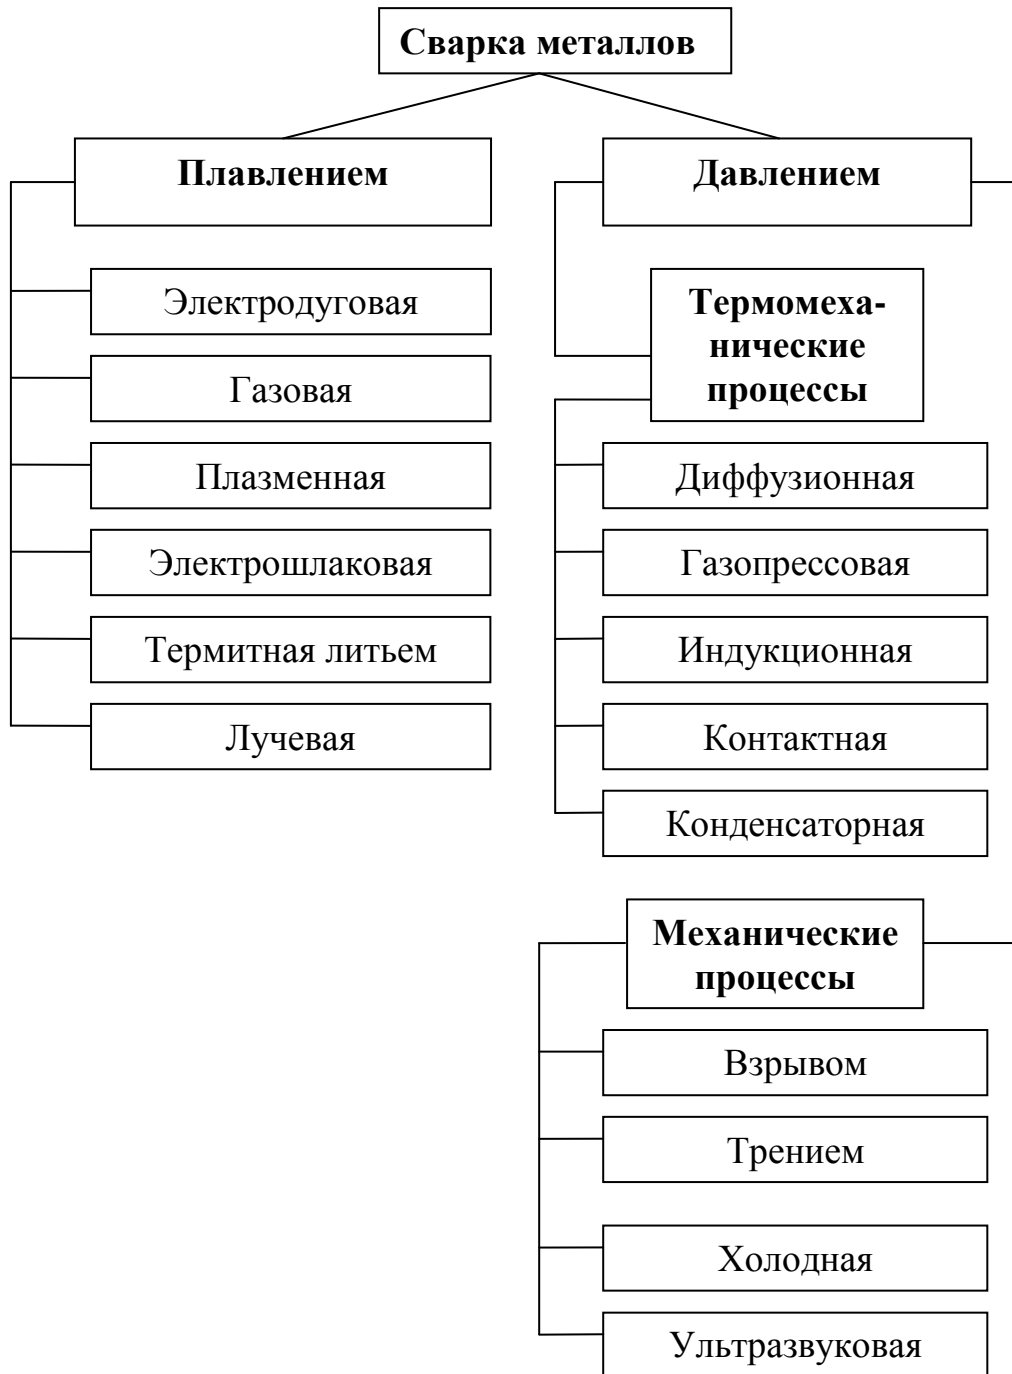 Сварка металлов
Плавлением
Электродуговая
Газовая
Плазменная
Электрошлаковая
Термитная литьем
Лучевая
Давлением
Термомеха-
нические
процессы
Диффузионная
Газопрессовая
Индукционная
Контактная
Конденсаторная
Механические
процессы
Взрывом
Трением
Холодная
Ультразвуковая